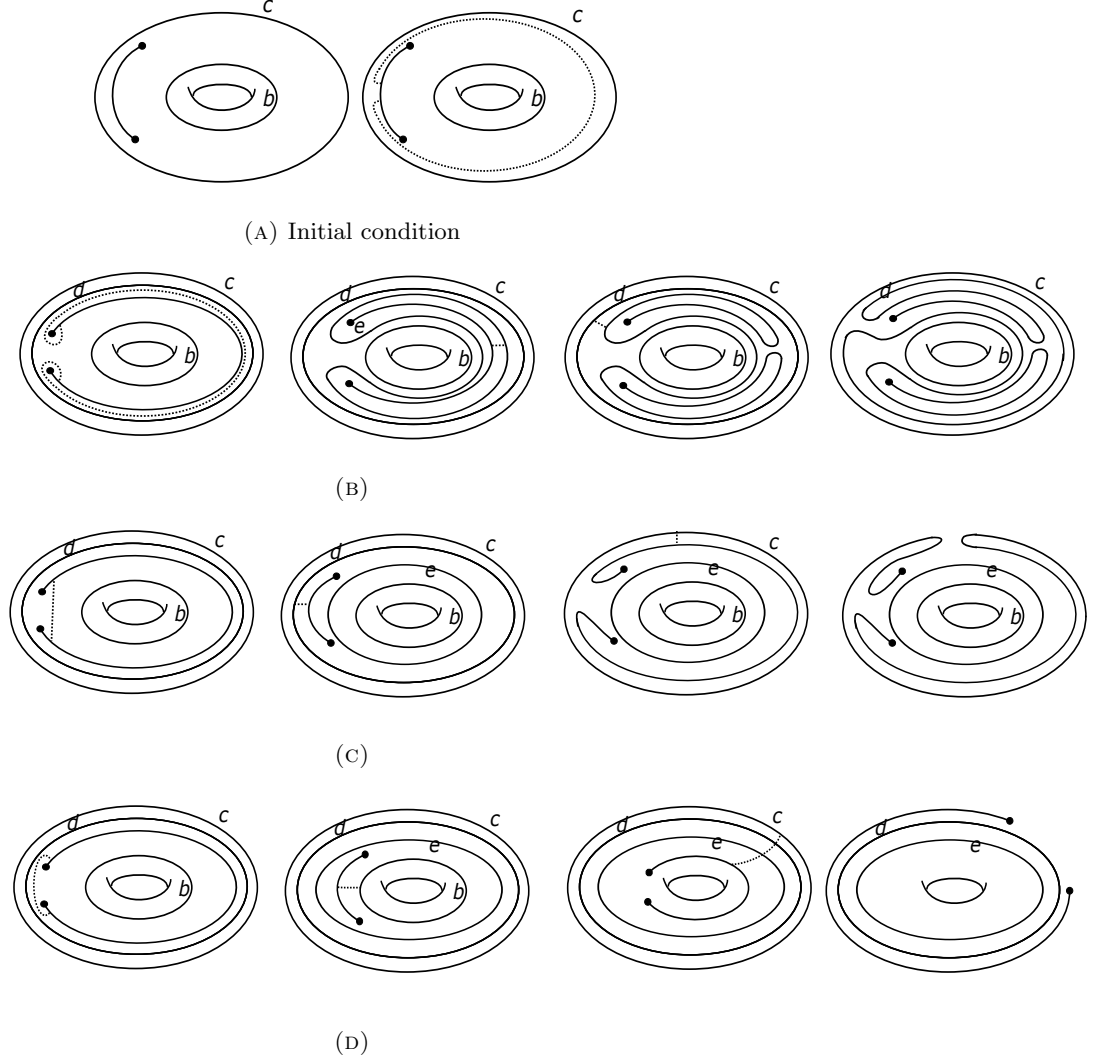 c c
b b
(A) Initial condition
d c d c d c d c
e
b b b b
(B)
d c d c c
e e e
b b b b
(C)
d c d c d c d
e e e
b b
(D)